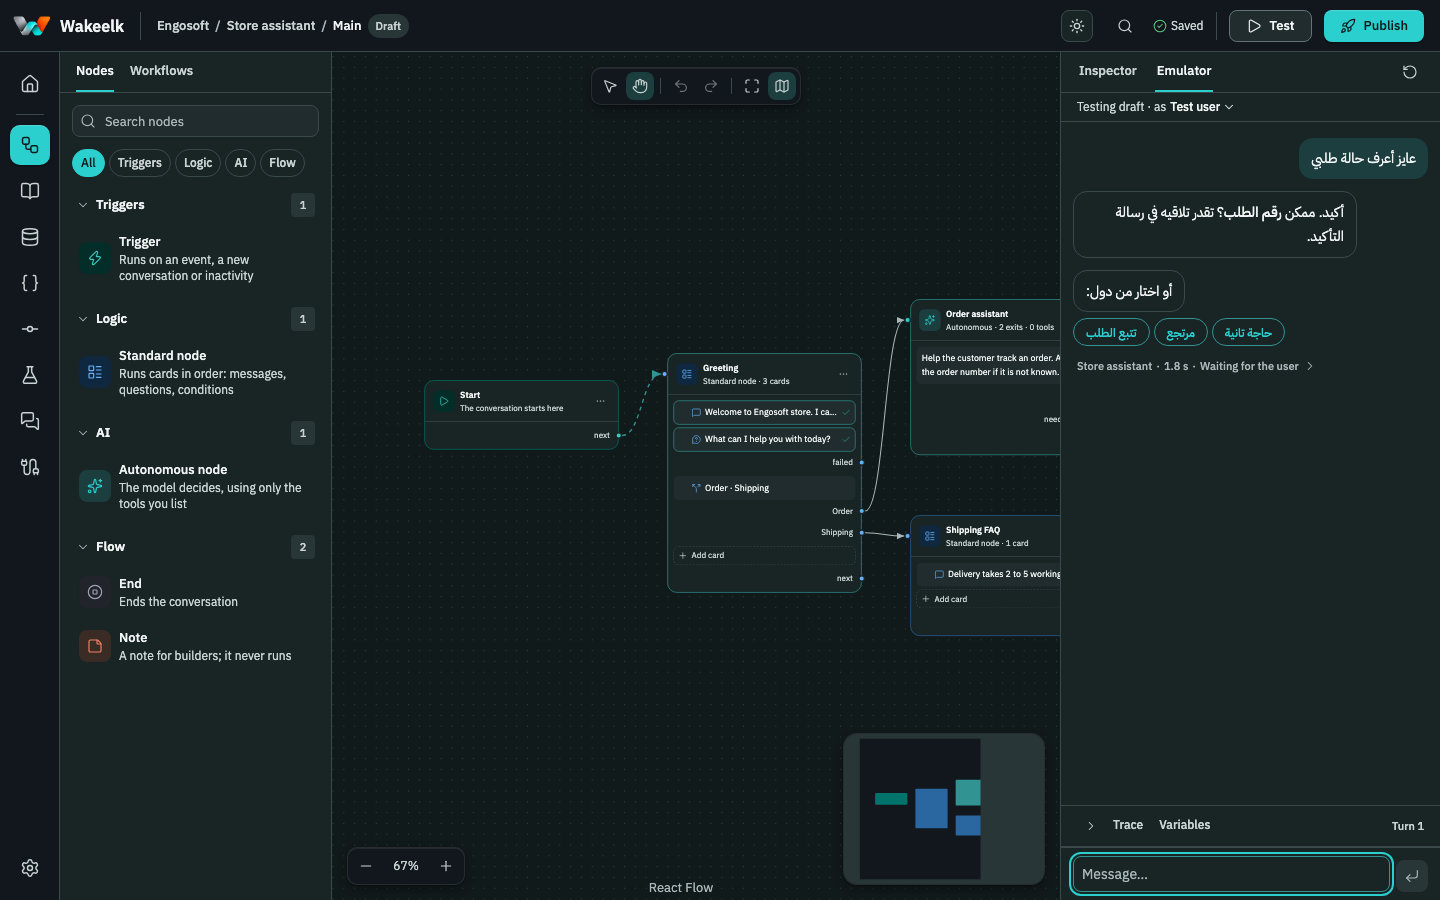 Wakeelk
Engosoft / Store assistant / Main
Draft
Saved
Test
Publish
Nodes
Workflows
Search nodes
All
Triggers
Logic
AI
Flow
Triggers
1
Trigger
Runs on an event, a new
conversation or inactivity
Logic
1
Standard node
Runs cards in order: messages,
questions, conditions
AI
1
Autonomous node
The model decides, using only the
tools you list
Flow
2
End
Ends the conversation
Note
A note for builders; it never runs
Start
The conversation starts here
next
Greeting
Standard node · 3 cards
Welcome to Engosoft store. I ca...
What can I help you with today?
failed
Order · Shipping
Order
Shipping
Add card
next
Order assistant
Autonomous · 2 exits · 0 tools
Help the customer track an order. A
the order number if it is not known.
Shipping FAQ
Standard node · 1 card
Delivery takes 2 to 5 working
Add card
67%
React Flow
Inspector
Emulator
Testing draft · as Test user
عايز أعرف حالة طلبي
أكيد. ممكن رقم الطلب؟ تقدر تلاقيه في رسالة
التأكيد.
أو اختار من دول:
تتبع الطلب
مرتجع
حاجة تانية
Store assistant · 1.8 s · Waiting for the user
Trace
Variables
Turn 1
Message...